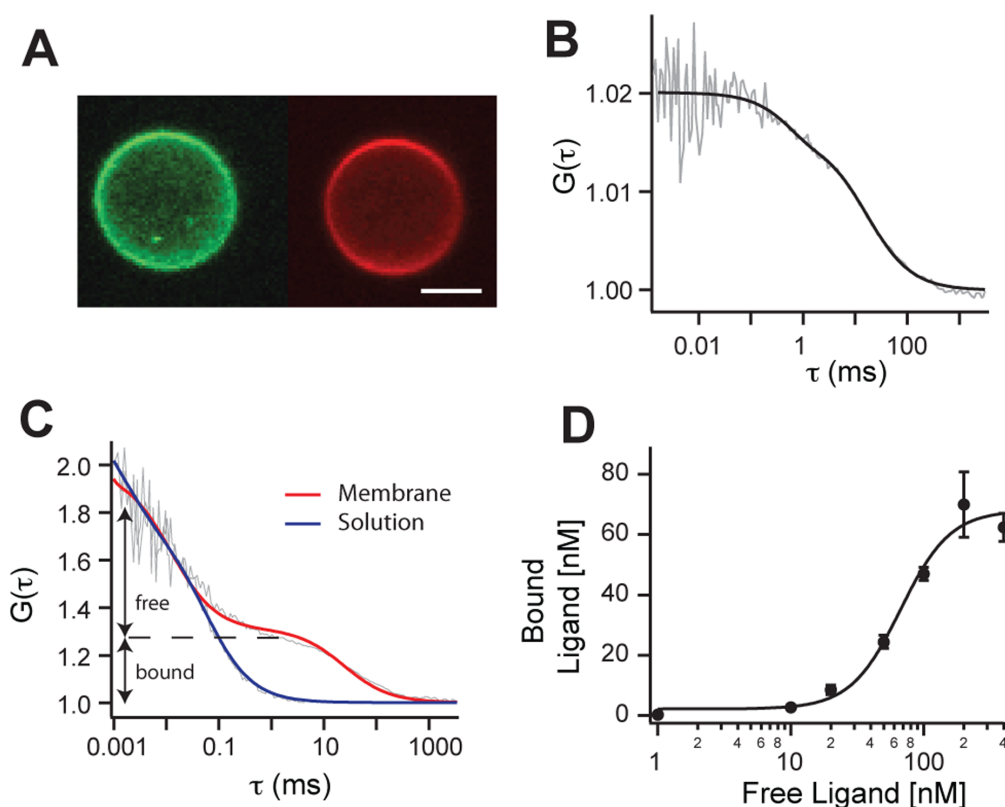 A
B
G(τ)
1.02
1.01
1.00
0.01
1
100
τ (ms)
C
G(τ)
2.0
1.8
1.6
1.4
1.2
1.0
Membrane
Solution
free
bound
0.001
0.1
10
1000
τ (ms)
D
Bound
Ligand [nM]
80
60
40
20
0
1
2
4
6
8
10
2
4
6
8
100
2
4
Free Ligand [nM]